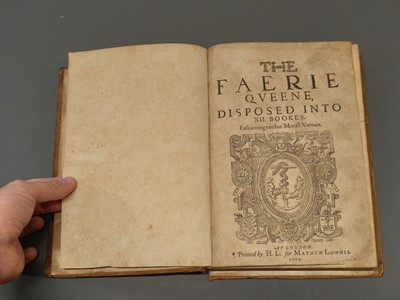 THE
FAERIE
QVEENE,
DISPOSED INTO
XII. BOOKES,
Fashioning twelue Morall Vertues.
AT LONDON,
¶ Printed by H. L. for Mathew Lownes.